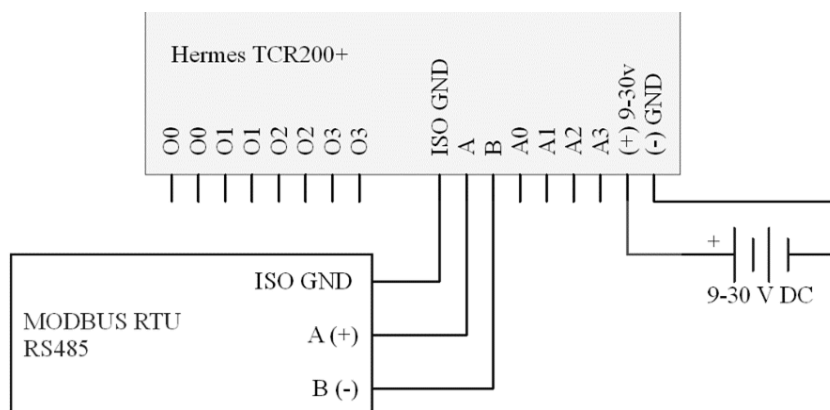 Hermes TCR200+
O0
O0
O1
O1
O2
O2
O3
O3
ISO GND
A
B
A0
A1
A2
A3
(+) 9-30v
(-) GND
+
9-30 V DC
MODBUS RTU
RS485
ISO GND
A (+)
B (-)